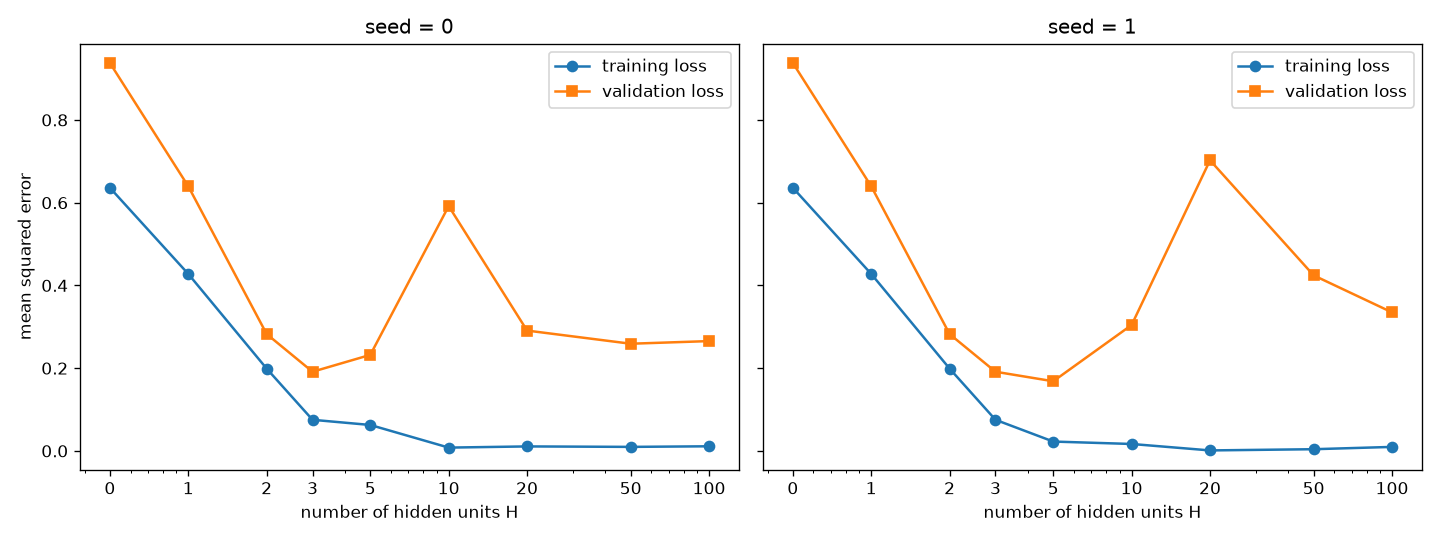 seed = 0
training loss
validation loss
mean squared error
0.8
0.6
0.4
0.2
0.0
0 1 2 3 5 10 20 50 100
number of hidden units H
seed = 1
training loss
validation loss
0 1 2 3 5 10 20 50 100
number of hidden units H